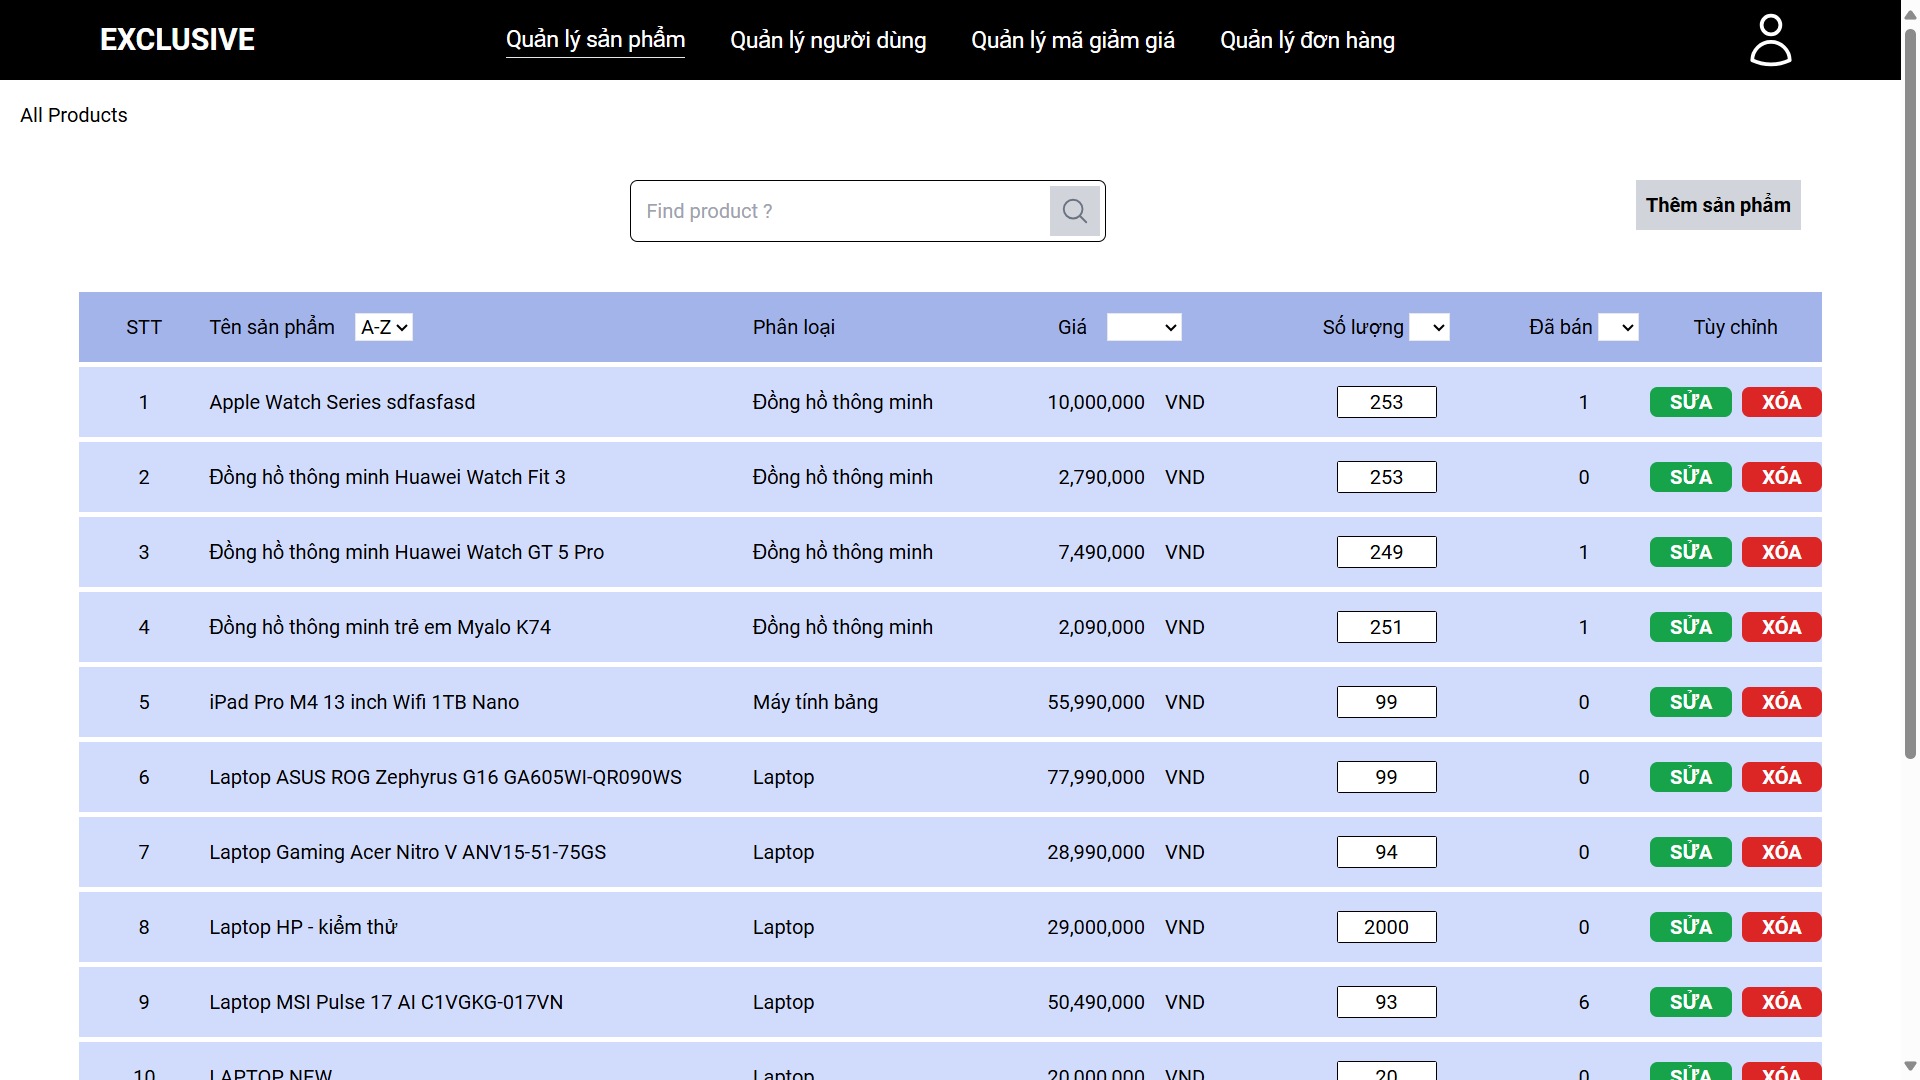 EXCLUSIVE Quản lý sản phẩm Quản lý người dùng Quản lý mã giảm giá Quản lý đơn hàng
All Products
Find product ?
Thêm sản phẩm
STT Tên sản phẩm A-Z Phân loại Giá Số lượng Đã bán Tùy chỉnh
1 Apple Watch Series sdfasfasd Đồng hồ thông minh 10,000,000 VND 253 1 SỬA XÓA
2 Đồng hồ thông minh Huawei Watch Fit 3 Đồng hồ thông minh 2,790,000 VND 253 0 SỬA XÓA
3 Đồng hồ thông minh Huawei Watch GT 5 Pro Đồng hồ thông minh 7,490,000 VND 249 1 SỬA XÓA
4 Đồng hồ thông minh trẻ em Myalo K74 Đồng hồ thông minh 2,090,000 VND 251 1 SỬA XÓA
5 iPad Pro M4 13 inch Wifi 1TB Nano Máy tính bảng 55,990,000 VND 99 0 SỬA XÓA
6 Laptop ASUS ROG Zephyrus G16 GA605WI-QR090WS Laptop 77,990,000 VND 99 0 SỬA XÓA
7 Laptop Gaming Acer Nitro V ANV15-51-75GS Laptop 28,990,000 VND 94 0 SỬA XÓA
8 Laptop HP - kiểm thử Laptop 29,000,000 VND 2000 0 SỬA XÓA
9 Laptop MSI Pulse 17 AI C1VGKG-017VN Laptop 50,490,000 VND 93 6 SỬA XÓA
10 LAPTOP NEW Laptop 20,000,000 VND 20 0 SỬA XÓA